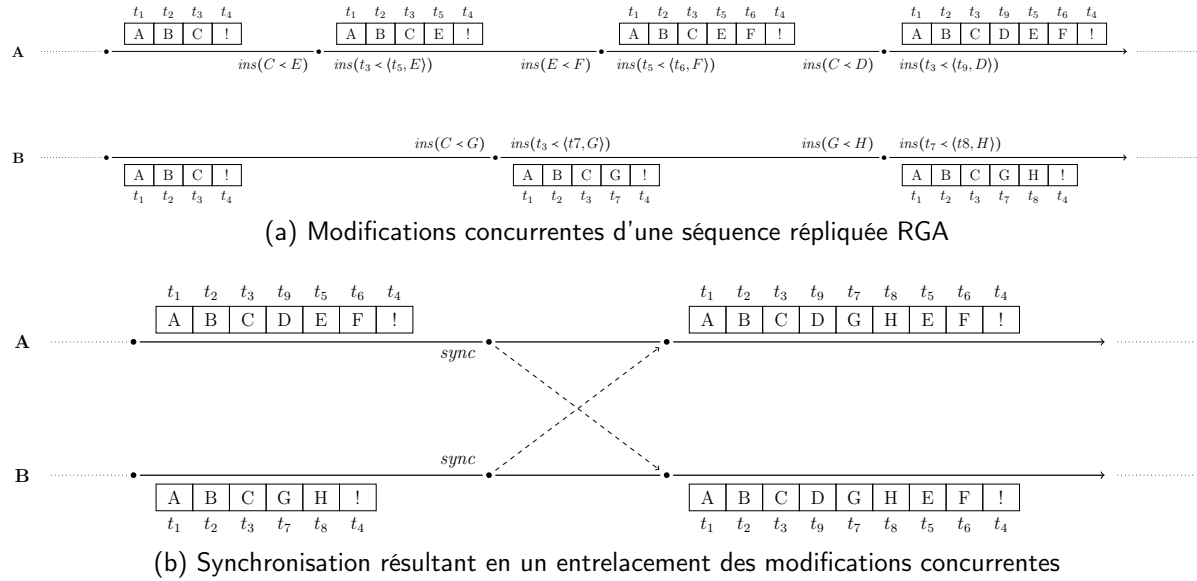 t₁ t₂ t₃ t₄ t₁ t₂ t₃ t₅ t₄ t₁ t₂ t₃ t₅ t₆ t₄ t₁ t₂ t₃ t₉ t₅ t₆ t₄
A B C ! A B C E ! A B C E F ! A B C D E F !
A
ins(C ≺ E) ins(t₃ ≺ ⟨t₅, E⟩) ins(E ≺ F) ins(t₅ ≺ ⟨t₆, F⟩) ins(C ≺ D) ins(t₃ ≺ ⟨t₉, D⟩)
ins(C ≺ G) ins(t₃ ≺ ⟨t7, G⟩) ins(G ≺ H) ins(t₇ ≺ ⟨t8, H⟩)
B
A B C ! A B C G ! A B C G H !
t₁ t₂ t₃ t₄ t₁ t₂ t₃ t₇ t₄ t₁ t₂ t₃ t₇ t₈ t₄
(a) Modifications concurrentes d'une séquence répliquée RGA
t₁ t₂ t₃ t₉ t₅ t₆ t₄ t₁ t₂ t₃ t₉ t₇ t₈ t₅ t₆ t₄
A B C D E F ! A B C D G H E F !
A
sync
sync
B
A B C G H ! A B C D G H E F !
t₁ t₂ t₃ t₇ t₈ t₄ t₁ t₂ t₃ t₉ t₇ t₈ t₅ t₆ t₄
(b) Synchronisation résultant en un entrelacement des modifications concurrentes